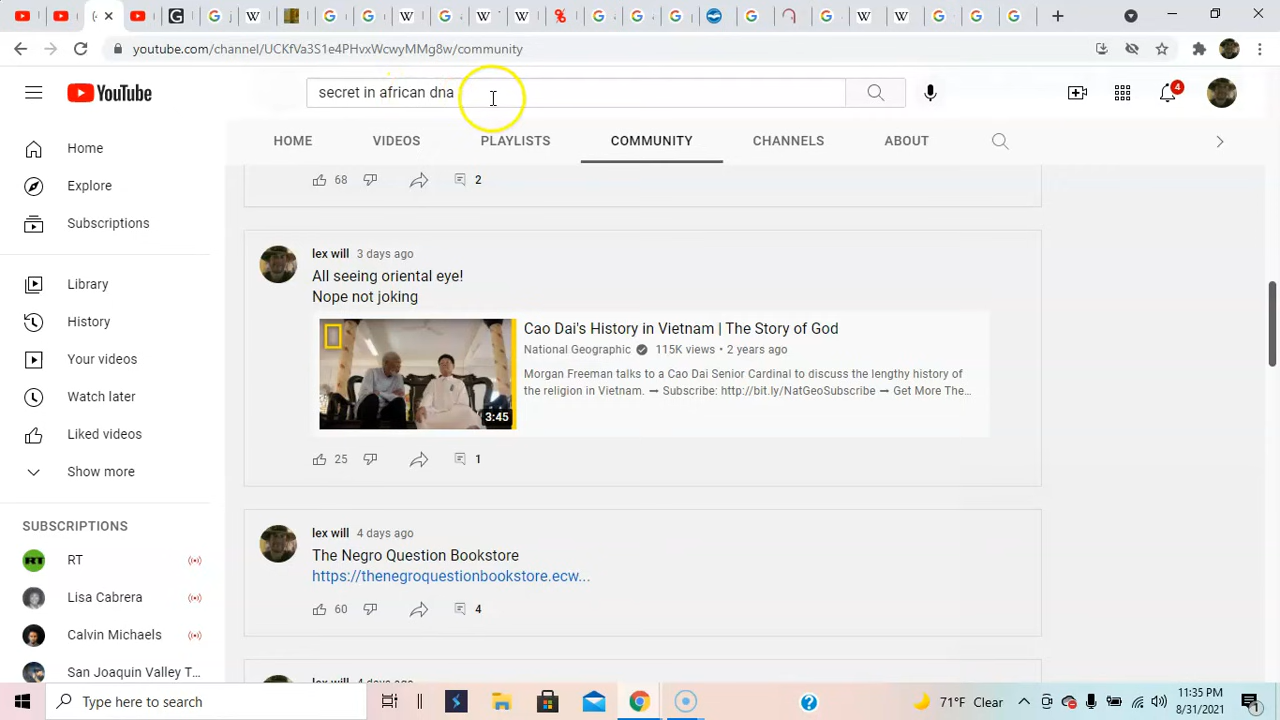 youtube.com/channel/UCKfVa3S1e4PHvxWcwyMMg8w/community
YouTube
secret in african dna
4
HOME
VIDEOS
PLAYLISTS
COMMUNITY
CHANNELS
ABOUT
Home
Explore
Subscriptions
Library
History
Your videos
Watch later
Liked videos
Show more
SUBSCRIPTIONS
RT
Lisa Cabrera
Calvin Michaels
San Joaquin Valley T...
68
2
lex will 3 days ago
All seeing oriental eye!
Nope not joking
3:45
Cao Dai's History in Vietnam | The Story of God
National Geographic 115K views • 2 years ago
Morgan Freeman talks to a Cao Dai Senior Cardinal to discuss the lengthy history of
the religion in Vietnam. ➞ Subscribe: http://bit.ly/NatGeoSubscribe ➞ Get More The...
25
1
lex will 4 days ago
The Negro Question Bookstore
https://thenegroquestionbookstore.ecw...
60
4
Type here to search
71°F Clear
11:35 PM
8/31/2021